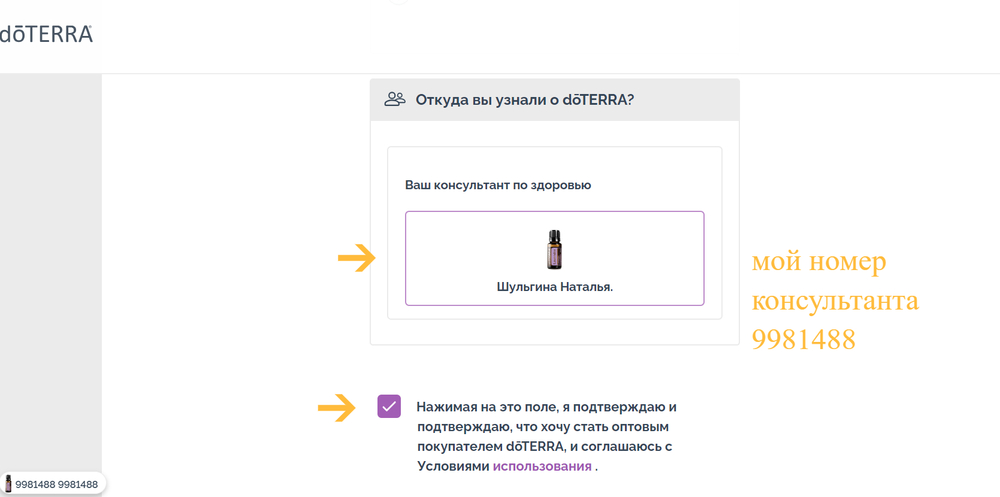 dōTERRA®
Откуда вы узнали о dōTERRA?
Ваш консультант по здоровью
Lavender
Шульгина Наталья.
мой номер
консультанта
9981488
Нажимая на это поле, я подтверждаю и
подтверждаю, что хочу стать оптовым
покупателем dōTERRA, и соглашаюсь с
Условиями использования .
9981488 9981488